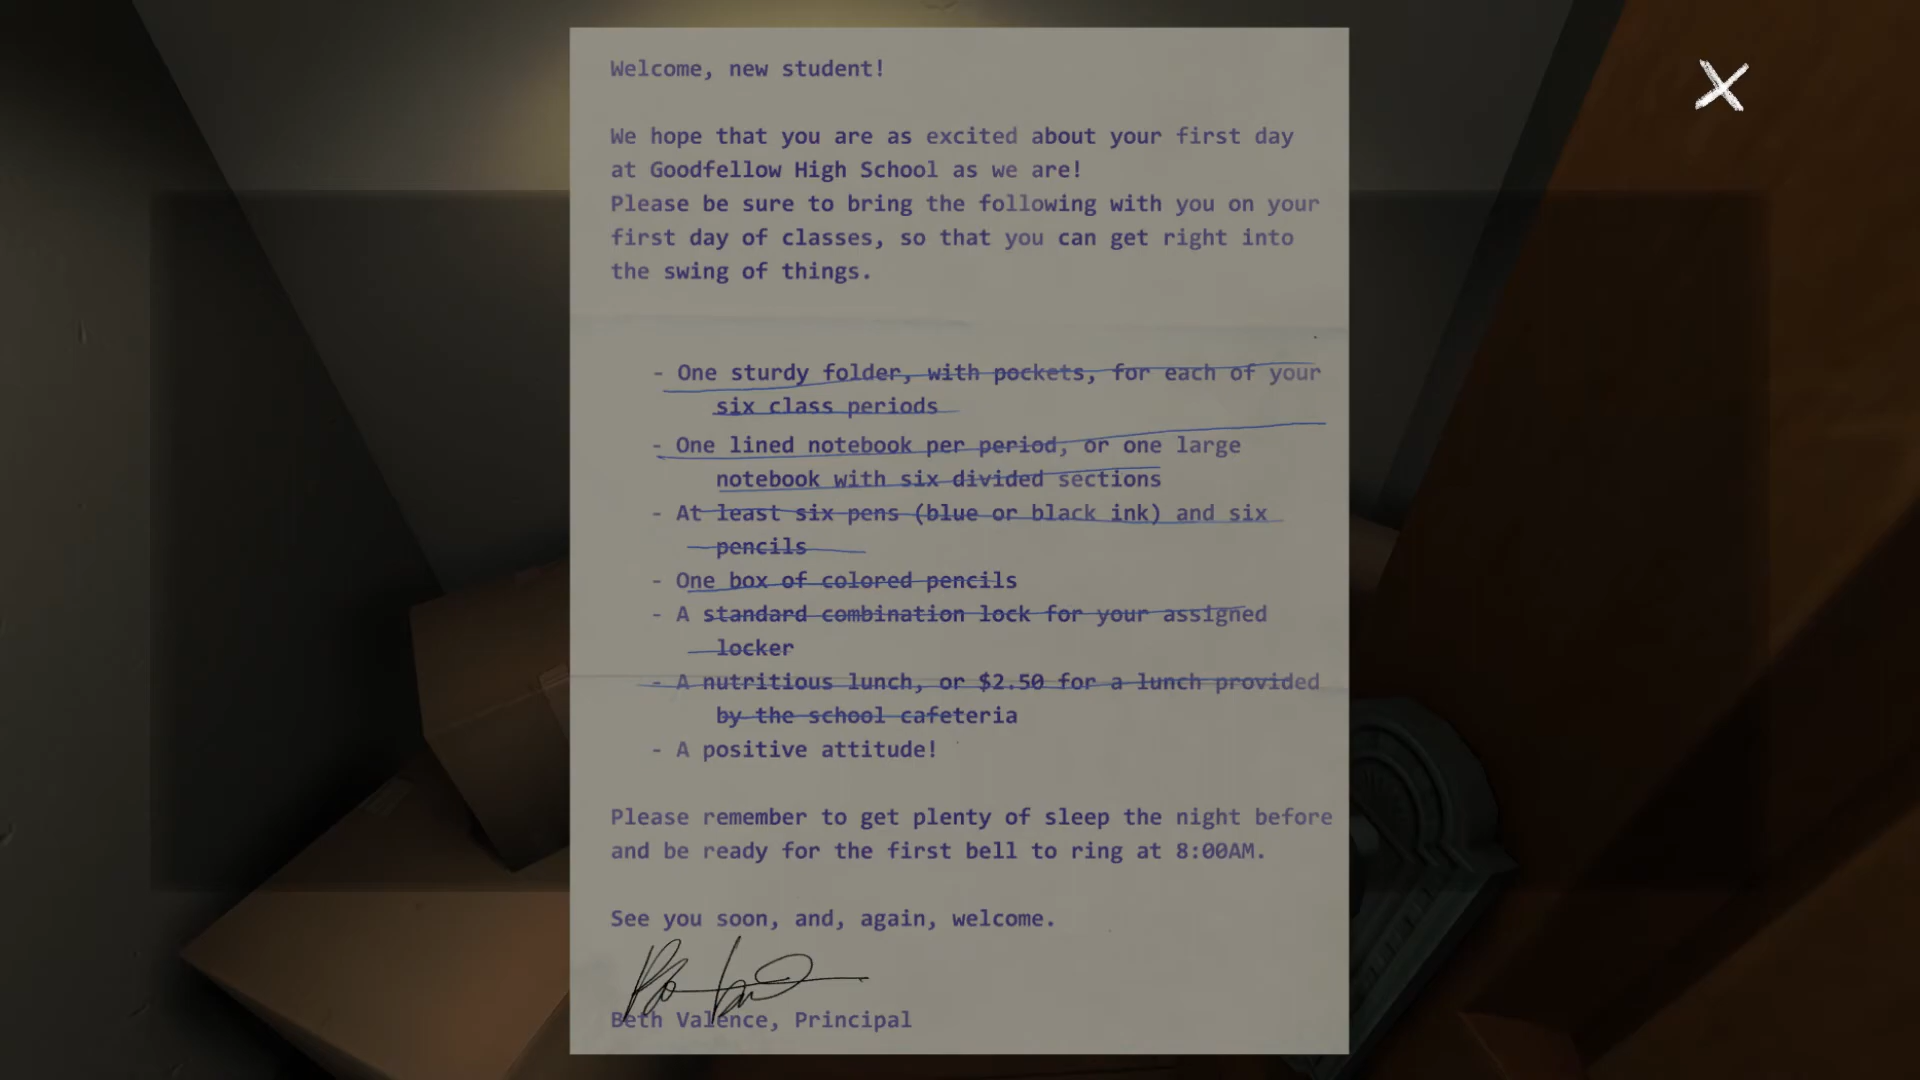 Welcome, new student!
We hope that you are as excited about your first day
at Goodfellow High School as we are!
Please be sure to bring the following with you on your
first day of classes, so that you can get right into
the swing of things.
- One sturdy folder, with pockets, for each of your
six class periods
- One lined notebook per period, or one large
notebook with six divided sections
- At least six pens (blue or black ink) and six
pencils
- One box of colored pencils
- A standard combination lock for your assigned
locker
- A nutritious lunch, or $2.50 for a lunch provided
by the school cafeteria
- A positive attitude!
Please remember to get plenty of sleep the night before
and be ready for the first bell to ring at 8:00AM.
See you soon, and, again, welcome.
Beth Valence, Principal